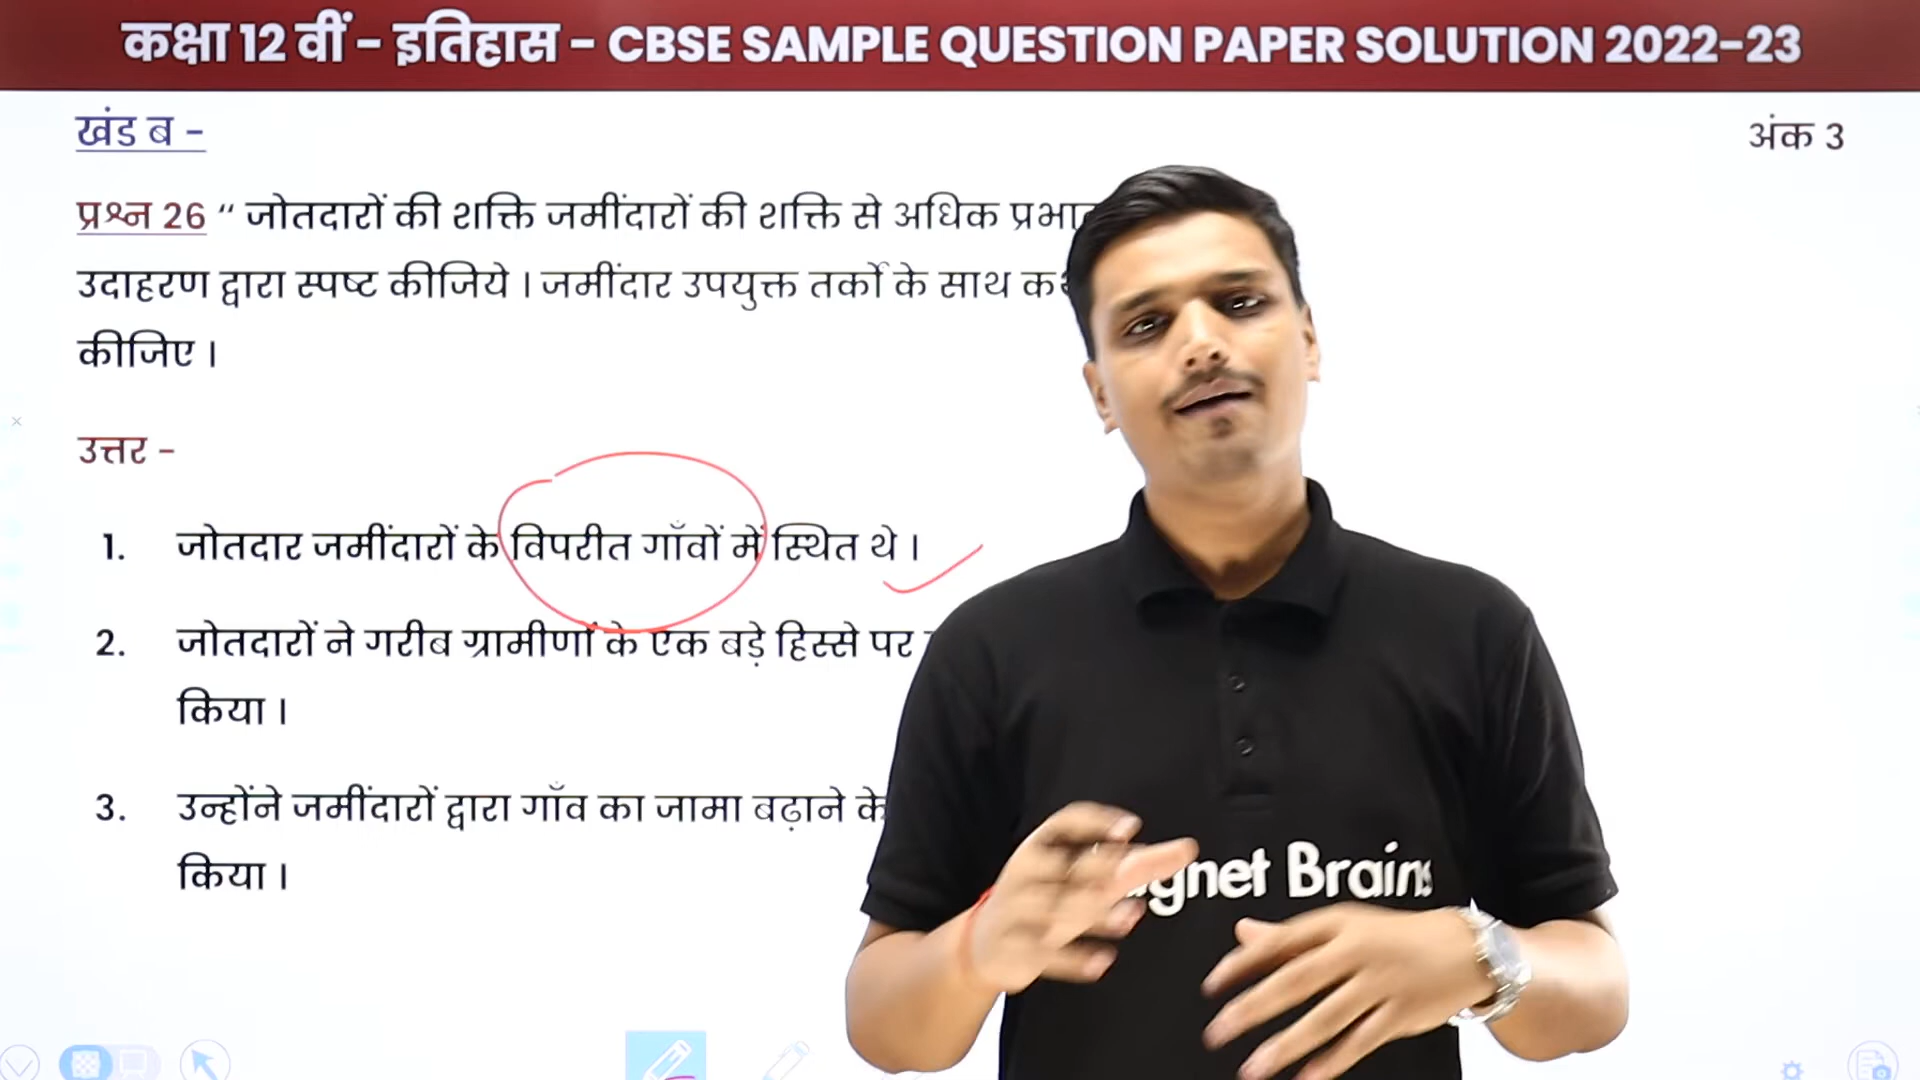 कक्षा 12 वीं – इतिहास – CBSE SAMPLE QUESTION PAPER SOLUTION 2022-23
खंड ब –
अंक 3
प्रश्न 26 “ जोतदारों की शक्ति जमींदारों की शक्ति से अधिक
उदाहरण द्वारा स्पष्ट कीजिये । जमींदार उपयुक्त तर्कों के साथ
कीजिए ।
उत्तर –
1. जोतदार जमींदारों के विपरीत गाँवों में स्थित थे ।
2. जोतदारों ने गरीब ग्रामीणों के एक बड़े हिस्से पर
किया ।
3. उन्होंने जमींदारों द्वारा गाँव का जामा बढ़ाने के
किया ।
Brains